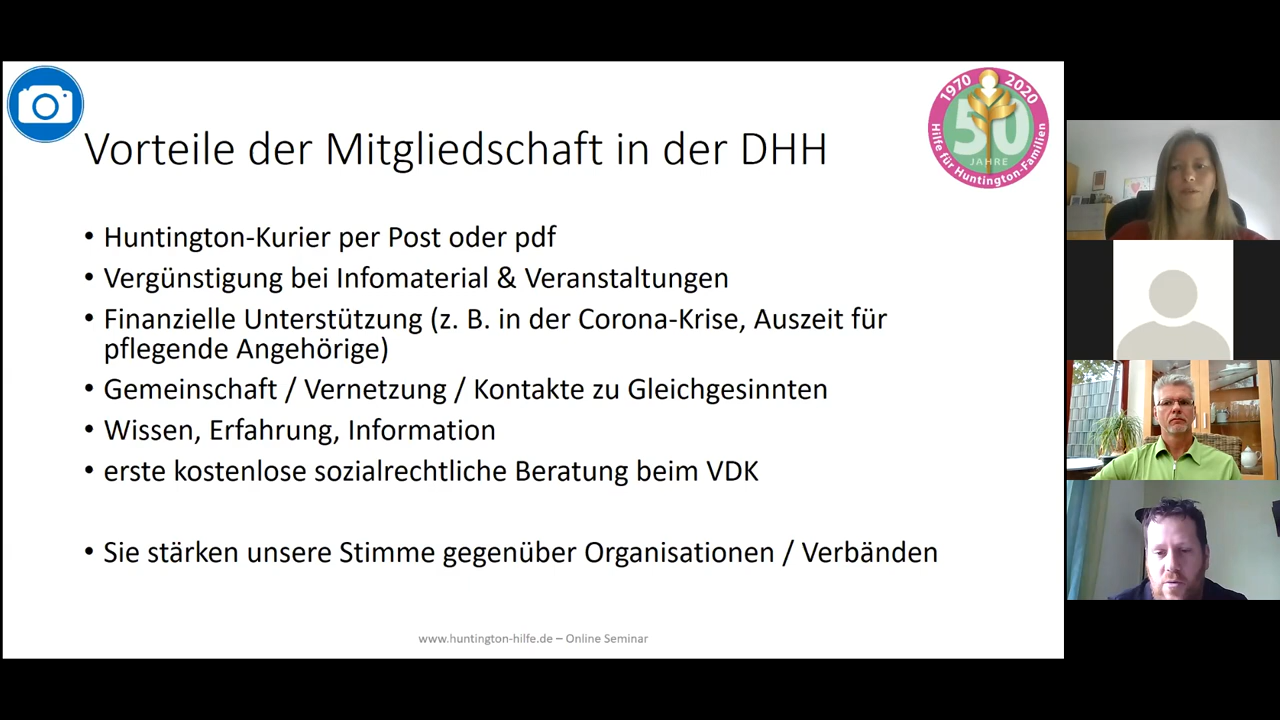 Vorteile der Mitgliedschaft in der DHH
1970 2020
50
JAHRE
Hilfe für Huntington-Familien
• Huntington-Kurier per Post oder pdf
• Vergünstigung bei Infomaterial & Veranstaltungen
• Finanzielle Unterstützung (z. B. in der Corona-Krise, Auszeit für
pflegende Angehörige)
• Gemeinschaft / Vernetzung / Kontakte zu Gleichgesinnten
• Wissen, Erfahrung, Information
• erste kostenlose sozialrechtliche Beratung beim VDK
• Sie stärken unsere Stimme gegenüber Organisationen / Verbänden
www.huntington-hilfe.de – Online Seminar